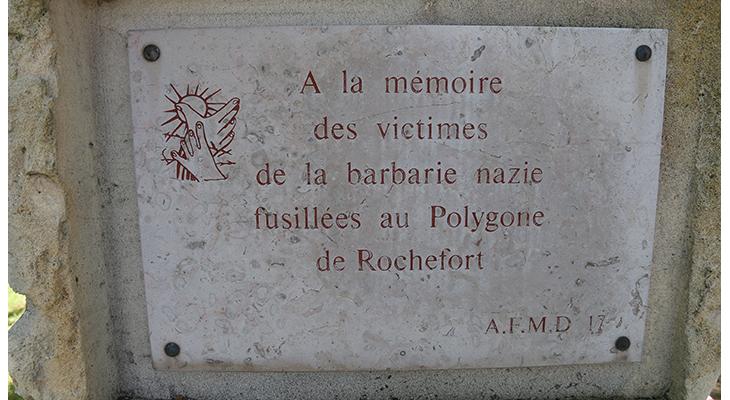 A la mémoire
des victimes
de la barbarie nazie
fusillées au Polygone
de Rochefort
A.F.M.D 17